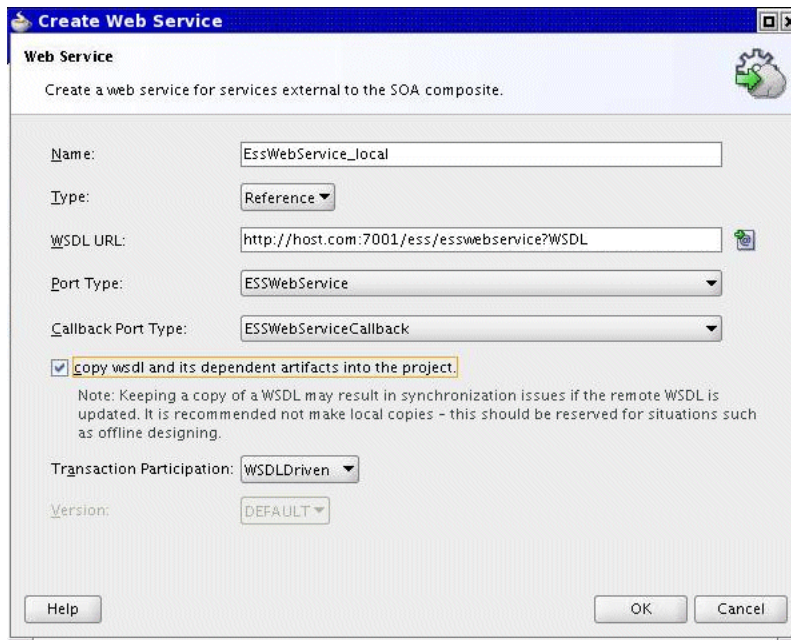 Create Web Service
Web Service
Create a web service for services external to the SOA composite.
Name: EssWebService_local
Type: Reference
WSDL URL: http://host.com:7001/ess/esswebservice?WSDL
Port Type: ESSWebService
Callback Port Type: ESSWebServiceCallback
copy wsdl and its dependent artifacts into the project.
Note: Keeping a copy of a WSDL may result in synchronization issues if the remote WSDL is
updated. It is recommended not make local copies - this should be reserved for situations such
as offline designing.
Transaction Participation: WSDLDriven
Version: DEFAULT
Help OK Cancel